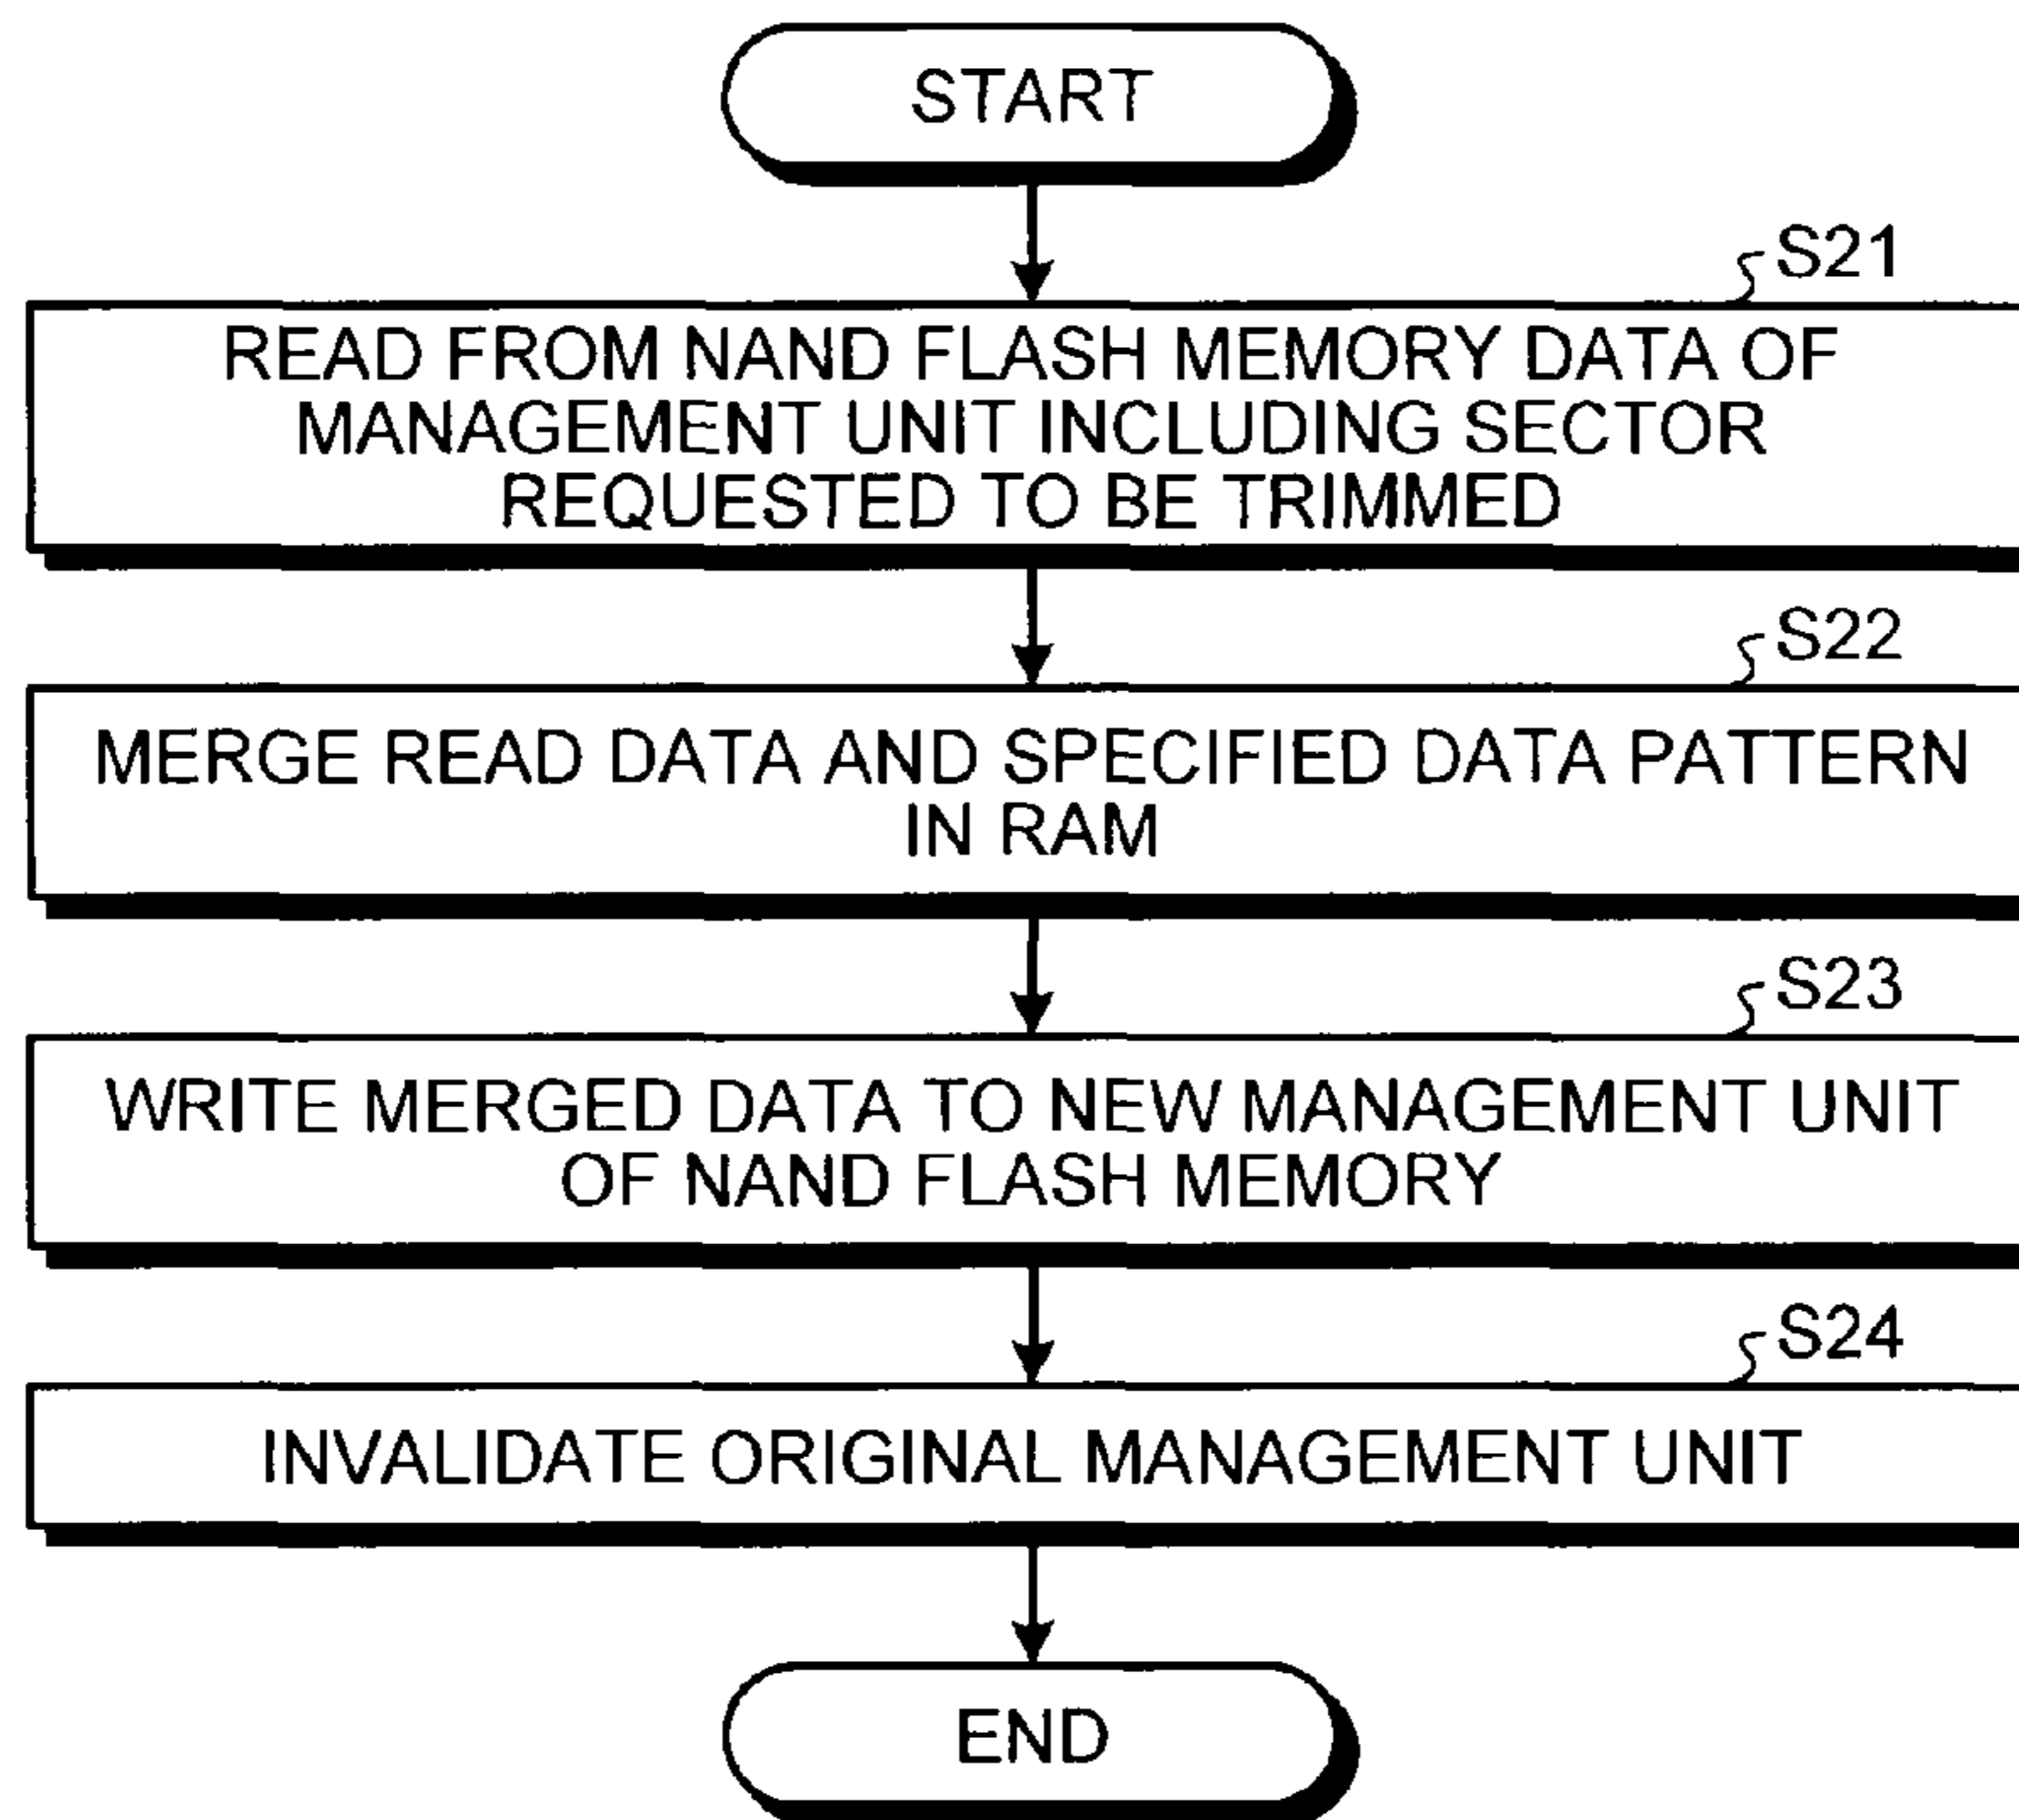 START
S21
READ FROM NAND FLASH MEMORY DATA OF
MANAGEMENT UNIT INCLUDING SECTOR
REQUESTED TO BE TRIMMED
S22
MERGE READ DATA AND SPECIFIED DATA PATTERN
IN RAM
S23
WRITE MERGED DATA TO NEW MANAGEMENT UNIT
OF NAND FLASH MEMORY
S24
INVALIDATE ORIGINAL MANAGEMENT UNIT
END